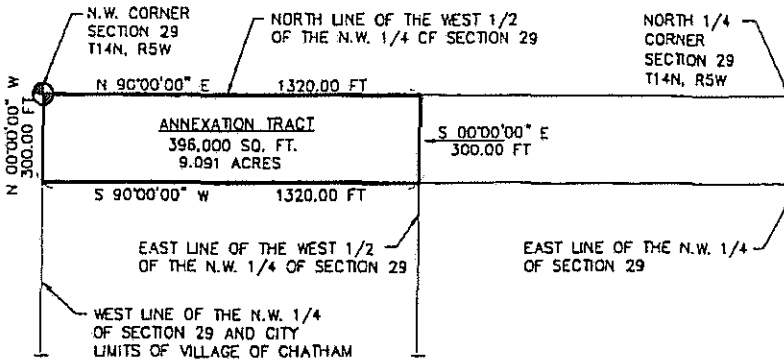 N.W. CORNER
SECTION 29
T14N, R5W
NORTH LINE OF THE WEST 1/2
OF THE N.W. 1/4 CF SECTION 29
NORTH 1/4
CORNER
SECTION 29
T14N, R5W
N 90°00'00" E 1320.00 FT
N 00°00'00" W
300.00 FT
ANNEXATION TRACT
396,000 SQ. FT.
9.091 ACRES
S 00°00'00" E
300.00 FT
S 90°00'00" W 1320.00 FT
EAST LINE OF THE WEST 1/2
OF THE N.W. 1/4 OF SECTION 29
EAST LINE OF THE N.W. 1/4
OF SECTION 29
WEST LINE OF THE N.W. 1/4
OF SECTION 29 AND CITY
LIMITS OF VILLAGE OF CHATHAM